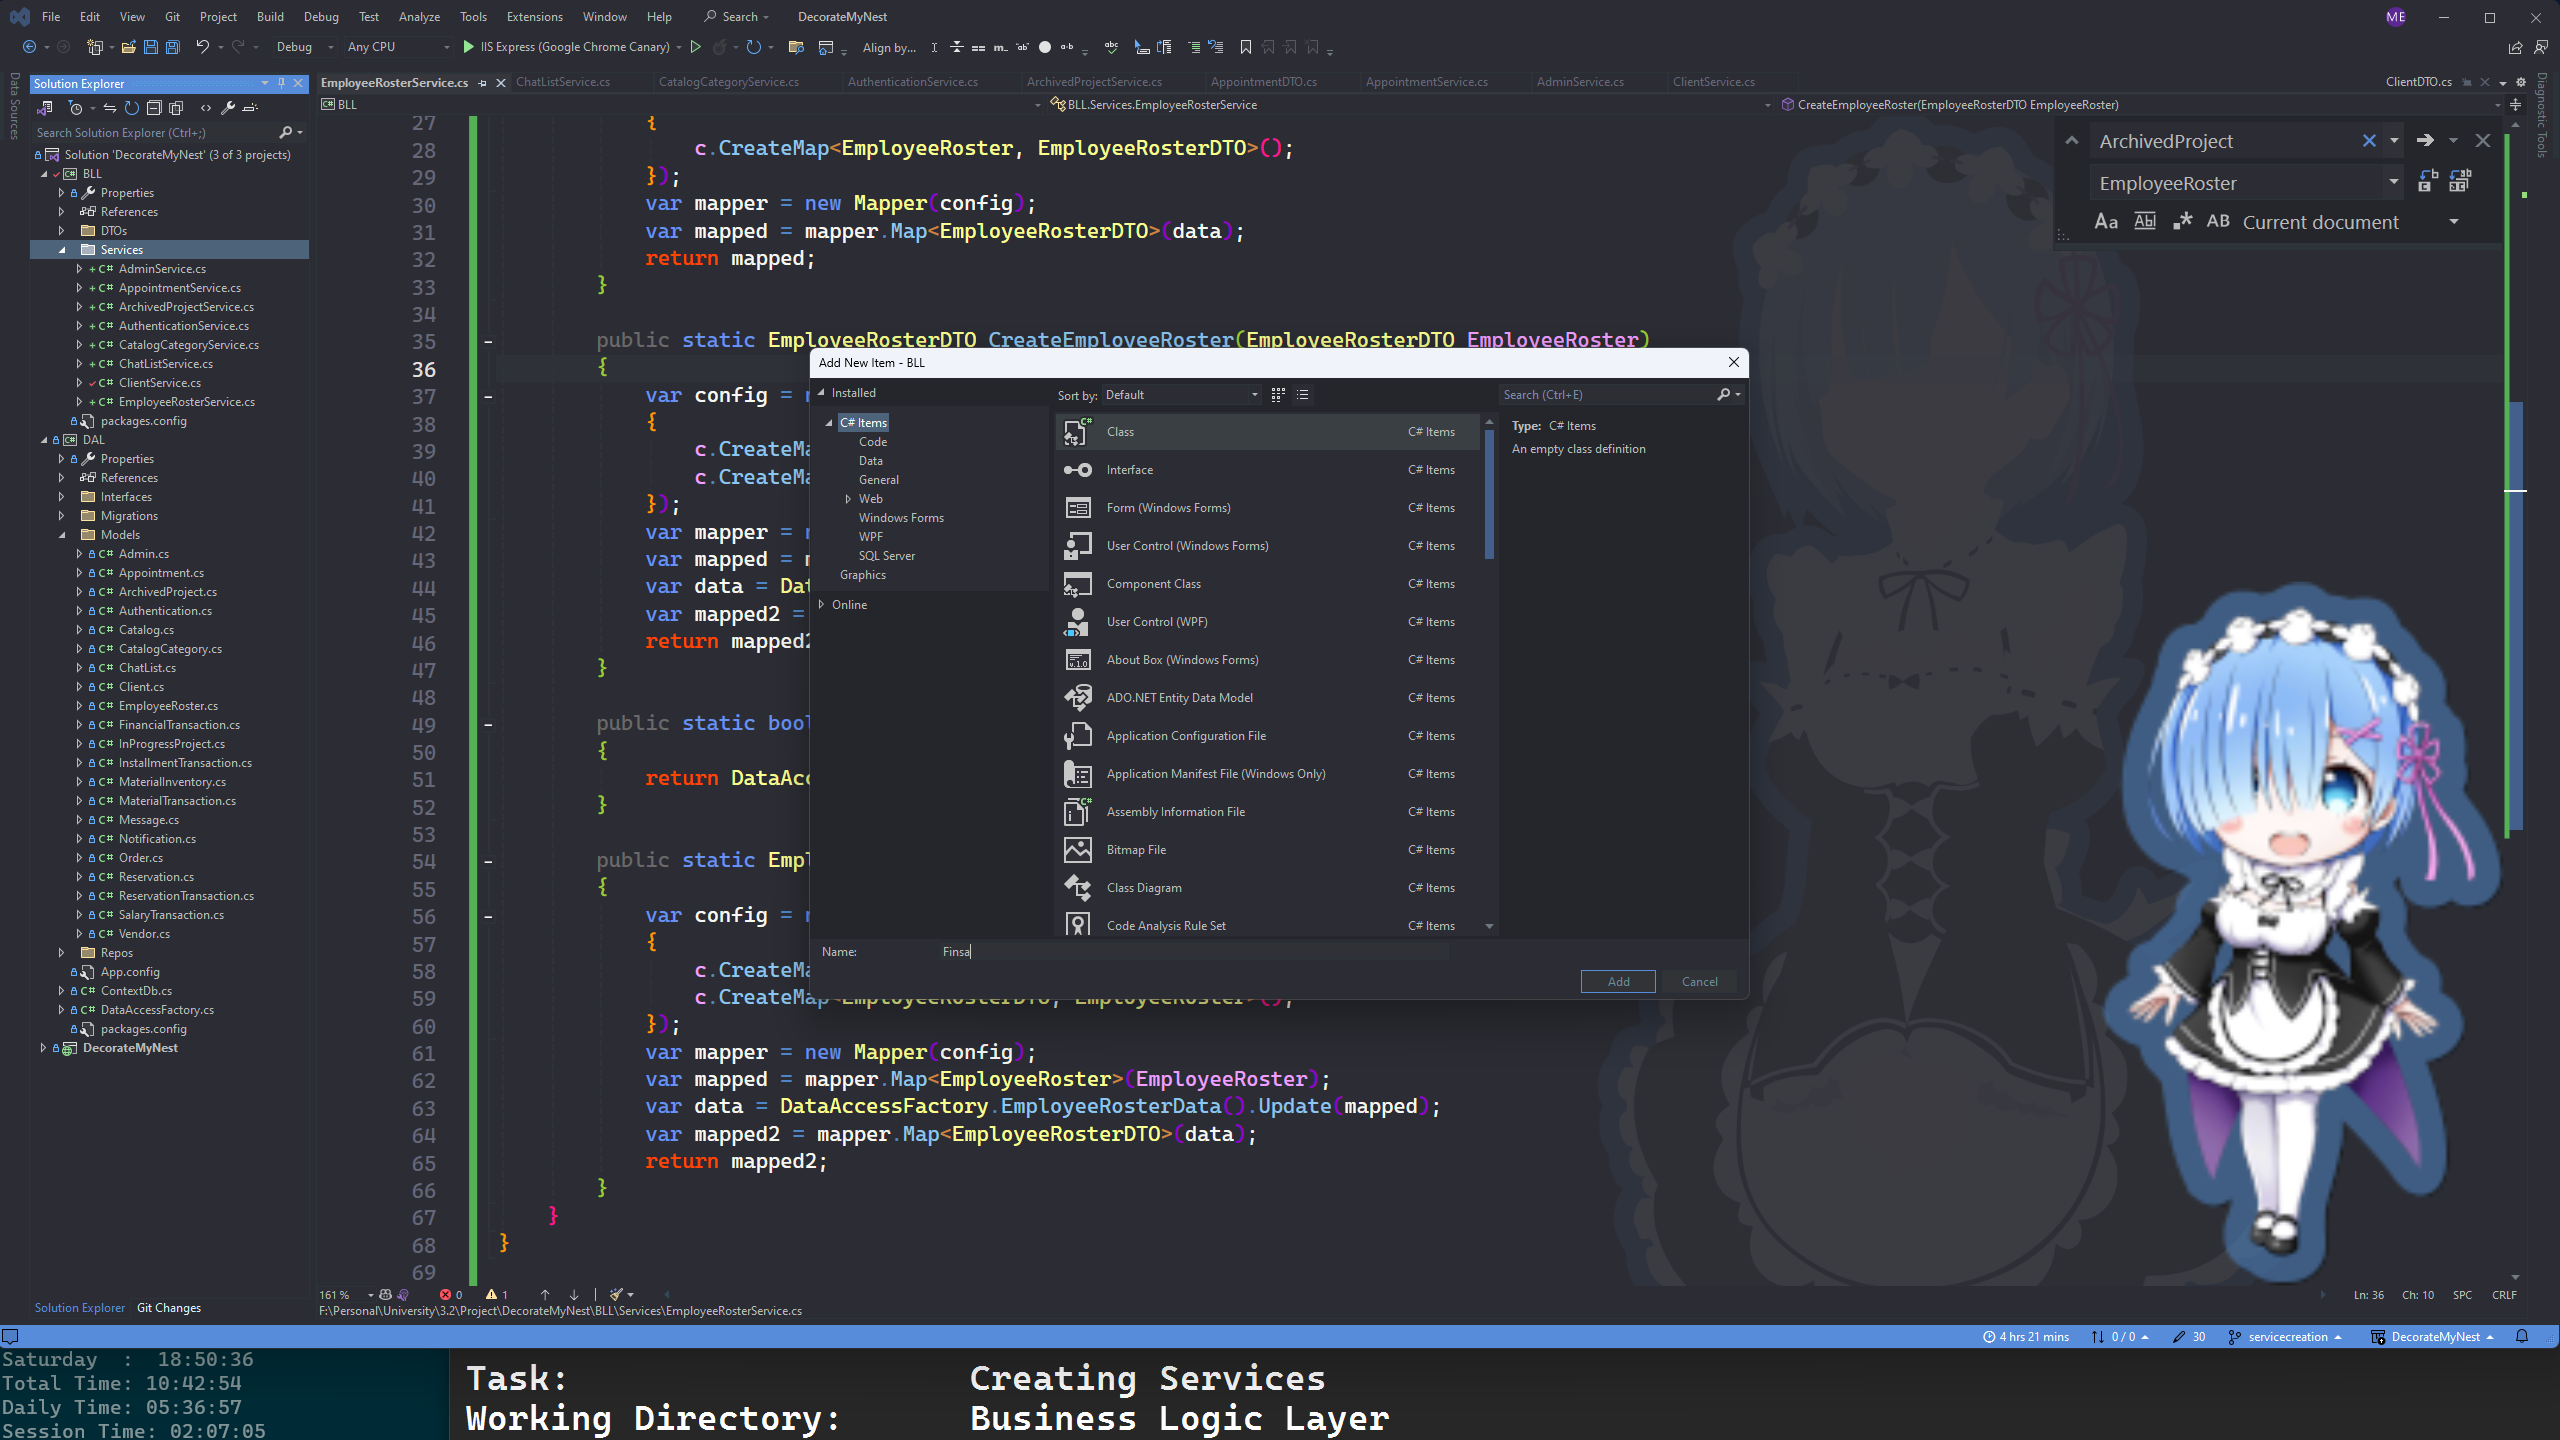 File Edit View Git Project Build Debug Test Analyze Tools Extensions Window Help Search DecorateMyNest ME
Debug Any CPU IIS Express (Google Chrome Canary) Align by...
Data Sources
Solution Explorer
Search Solution Explorer (Ctrl+;)
Solution 'DecorateMyNest' (3 of 3 projects)
BLL
Properties
References
DTOs
Services
C# AdminService.cs
C# AppointmentService.cs
C# ArchivedProjectService.cs
C# AuthenticationService.cs
C# CatalogCategoryService.cs
C# ChatListService.cs
C# ClientService.cs
C# EmployeeRosterService.cs
packages.config
DAL
Properties
References
Interfaces
Migrations
Models
C# Admin.cs
C# Appointment.cs
C# ArchivedProject.cs
C# Authentication.cs
C# Catalog.cs
C# CatalogCategory.cs
C# ChatList.cs
C# Client.cs
C# EmployeeRoster.cs
C# FinancialTransaction.cs
C# InProgressProject.cs
C# InstallmentTransaction.cs
C# MaterialInventory.cs
C# MaterialTransaction.cs
C# Message.cs
C# Notification.cs
C# Order.cs
C# Reservation.cs
C# ReservationTransaction.cs
C# SalaryTransaction.cs
C# Vendor.cs
Repos
App.config
C# ContextDb.cs
C# DataAccessFactory.cs
packages.config
DecorateMyNest
Solution Explorer Git Changes
EmployeeRosterService.cs ChatListService.cs CatalogCategoryService.cs AuthenticationService.cs ArchivedProjectService.cs AppointmentDTO.cs AppointmentService.cs AdminService.cs ClientService.cs ClientDTO.cs
BLL BLL.Services.EmployeeRosterService CreateEmployeeRoster(EmployeeRosterDTO EmployeeRoster)
Diagnostic Tools
ArchivedProject
EmployeeRoster
Aa Abl .* AB Current document
27 {
28 c.CreateMap<EmployeeRoster, EmployeeRosterDTO>();
29 });
30 var mapper = new Mapper(config);
31 var mapped = mapper.Map<EmployeeRosterDTO>(data);
32 return mapped;
33 }
34
35 public static EmployeeRosterDTO CreateEmployeeRoster(EmployeeRosterDTO EmployeeRoster)
36 {
37 var config = n
38 {
39 c.CreateMa
40 c.CreateMa
41 });
42 var mapper = n
43 var mapped = m
44 var data = Dat
45 var mapped2 =
46 return mapped2
47 }
48
49 public static bool
50 {
51 return DataAcc
52 }
53
54 public static Empl
55 {
56 var config = n
57 {
58 c.CreateMa
59 c.CreateMap<EmployeeRosterDTO, EmployeeRoster>();
60 });
61 var mapper = new Mapper(config);
62 var mapped = mapper.Map<EmployeeRoster>(EmployeeRoster);
63 var data = DataAccessFactory.EmployeeRosterData().Update(mapped);
64 var mapped2 = mapper.Map<EmployeeRosterDTO>(data);
65 return mapped2;
66 }
67 }
68 }
69
Add New Item - BLL
Installed
C# Items
Code
Data
General
Web
Windows Forms
WPF
SQL Server
Graphics
Online
Sort by: Default
Search (Ctrl+E)
Class C# Items
Interface C# Items
Form (Windows Forms) C# Items
User Control (Windows Forms) C# Items
Component Class C# Items
User Control (WPF) C# Items
About Box (Windows Forms) C# Items
ADO.NET Entity Data Model C# Items
Application Configuration File C# Items
Application Manifest File (Windows Only) C# Items
Assembly Information File C# Items
Bitmap File C# Items
Class Diagram C# Items
Code Analysis Rule Set C# Items
Type: C# Items
An empty class definition
Name: Finsa
Add Cancel
161 % 0 1 Ln: 36 Ch: 10 SPC CRLF
F:\Personal\University\3.2\Project\DecorateMyNest\BLL\Services\EmployeeRosterService.cs
4 hrs 21 mins 0 / 0 30 servicecreation DecorateMyNest
Saturday : 18:50:36
Total Time: 10:42:54
Daily Time: 05:36:57
Session Time: 02:07:05
Task: Creating Services
Working Directory: Business Logic Layer